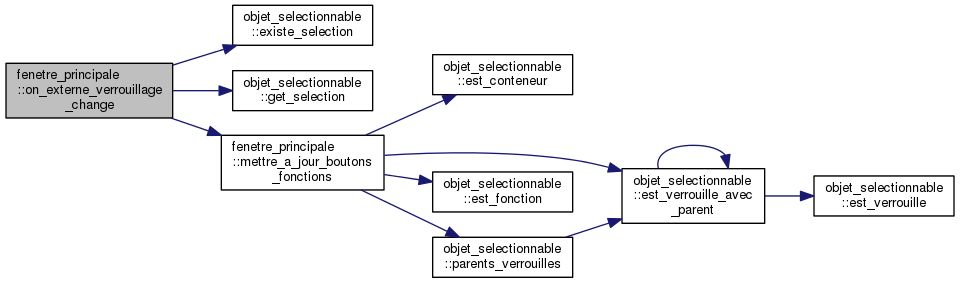 objet_selectionnable
::existe_selection
fenetre_principale
::on_externe_verrouillage
_change
objet_selectionnable
::get_selection
objet_selectionnable
::est_conteneur
fenetre_principale
::mettre_a_jour_boutons
_fonctions
objet_selectionnable
::est_fonction
objet_selectionnable
::parents_verrouilles
objet_selectionnable
::est_verrouille_avec
_parent
objet_selectionnable
::est_verrouille